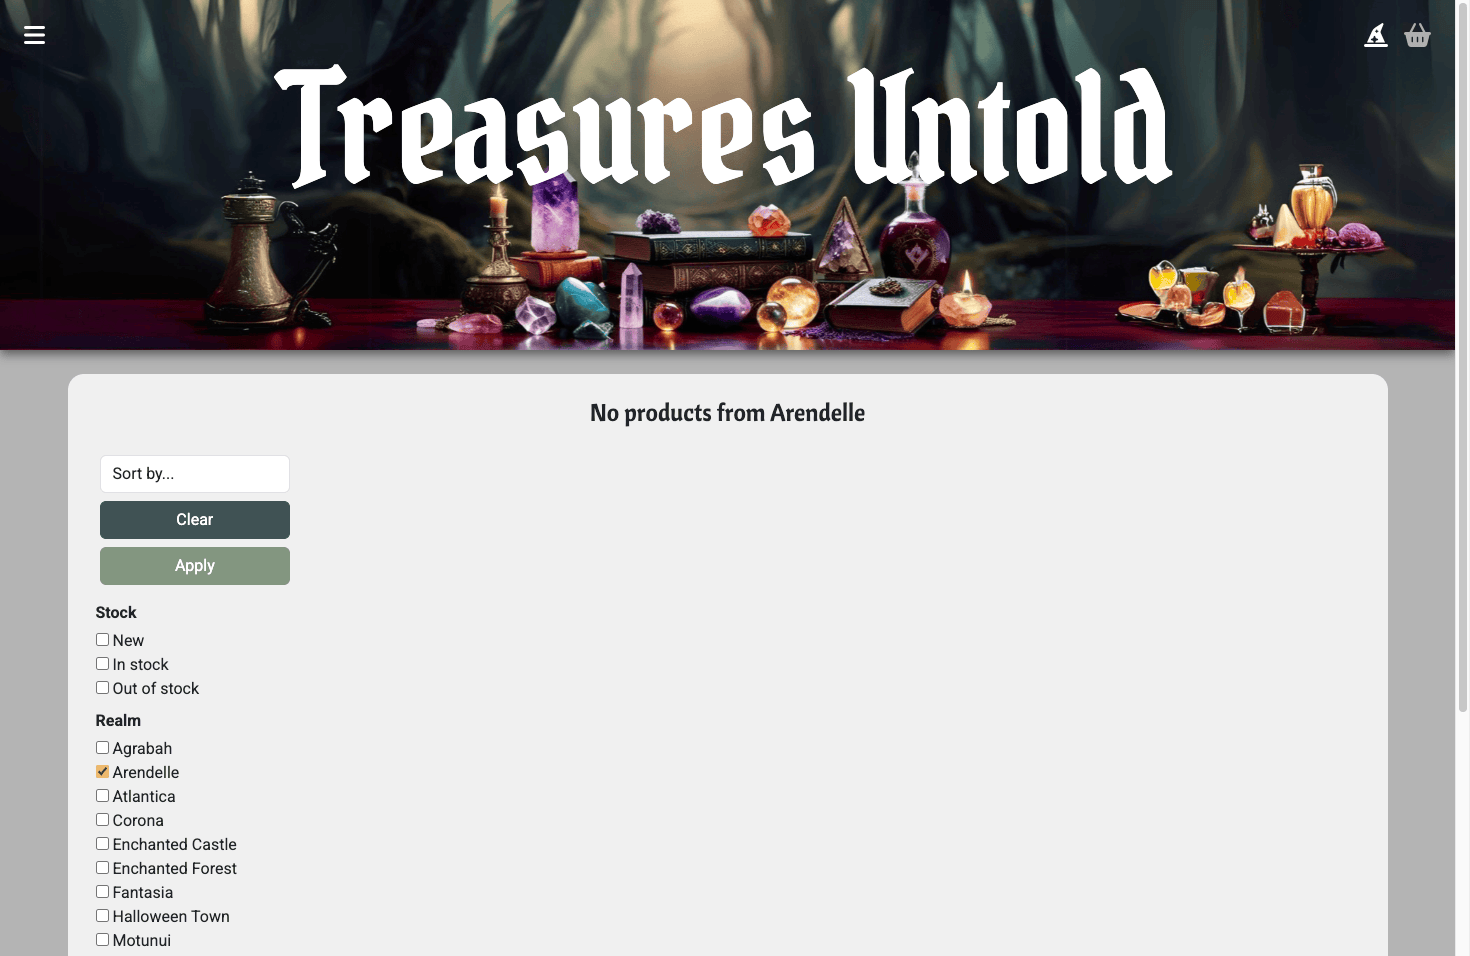 Treasures Untold
No products from Arendelle
Sort by...
Clear
Apply
Stock
New
In stock
Out of stock
Realm
Agrabah
Arendelle
Atlantica
Corona
Enchanted Castle
Enchanted Forest
Fantasia
Halloween Town
Motunui